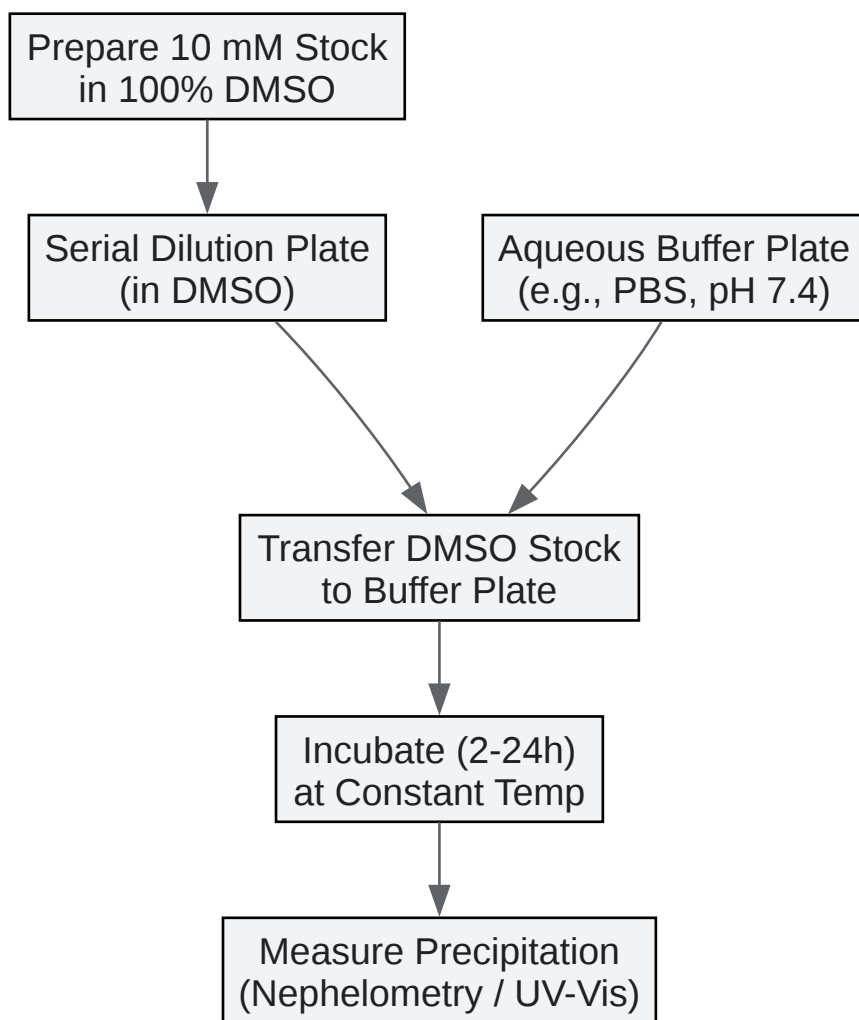 Prepare 10 mM Stock
in 100% DMSO
Serial Dilution Plate
(in DMSO)
Aqueous Buffer Plate
(e.g., PBS, pH 7.4)
Transfer DMSO Stock
to Buffer Plate
Incubate (2-24h)
at Constant Temp
Measure Precipitation
(Nephelometry / UV-Vis)